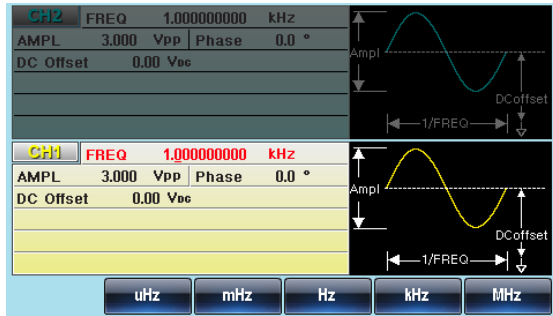 CH2 FREQ 1.000000000 kHz
AMPL 3.000 VPP Phase 0.0 °
DC Offset 0.00 VDC
Ampl
DCoffset
1/FREQ
CH1 FREQ 1.000000000 kHz
AMPL 3.000 VPP Phase 0.0 °
DC Offset 0.00 VDC
Ampl
DCoffset
1/FREQ
uHz mHz Hz kHz MHz